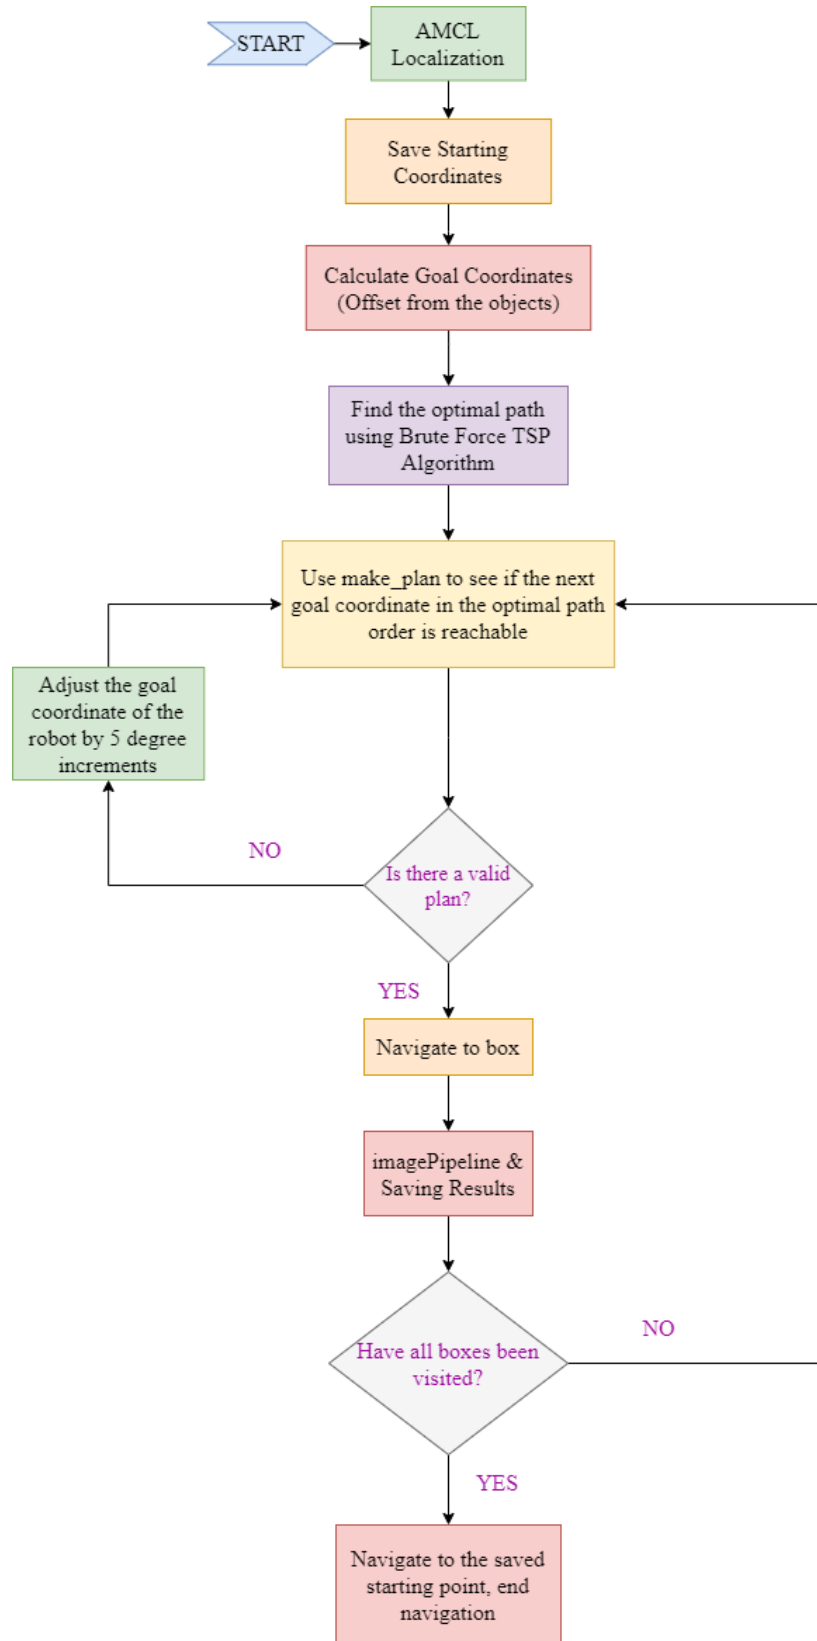 START
AMCL
Localization
Save Starting
Coordinates
Calculate Goal Coordinates
(Offset from the objects)
Find the optimal path
using Brute Force TSP
Algorithm
Use make_plan to see if the next
goal coordinate in the optimal path
order is reachable
Adjust the goal
coordinate of the
robot by 5 degree
increments
NO
Is there a valid
plan?
YES
Navigate to box
imagePipeline &
Saving Results
NO
Have all boxes been
visited?
YES
Navigate to the saved
starting point, end
navigation